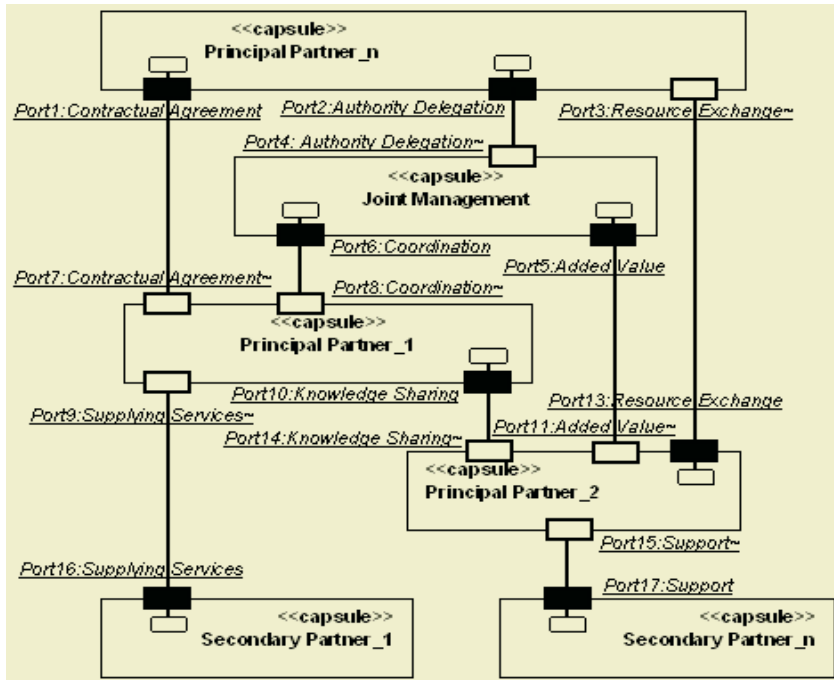 <<capsule>>
Principal Partner_n
Port1:Contractual Agreement
Port2:Authority Delegation
Port3:Resource Exchange~
Port4: Authority Delegation~
<<capsule>>
Joint Management
Port6:Coordination
Port5:Added Value
Port7:Contractual Agreement~
Port8:Coordination~
<<capsule>>
Principal Partner_1
Port10:Knowledge Sharing
Port13:Resource Exchange
Port9:Supplying Services~
Port11:Added Value~
Port14:Knowledge Sharing~
<<capsule>>
Principal Partner_2
Port15:Support~
Port16:Supplying Services
Port17:Support
<<capsule>>
Secondary Partner_1
<<capsule>>
Secondary Partner_n